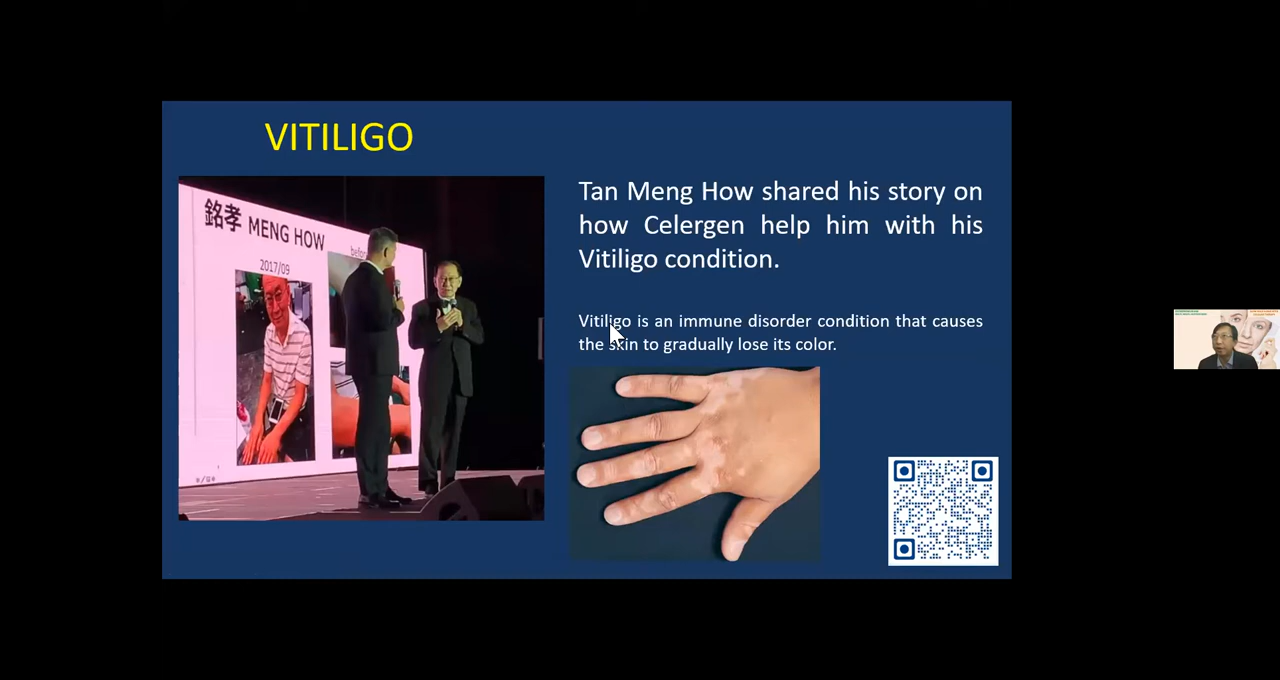 VITILIGO
銘孝 MENG HOW
2017/09
Tan Meng How shared his story on
how Celergen help him with his
Vitiligo condition.
Vitiligo is an immune disorder condition that causes
the skin to gradually lose its color.